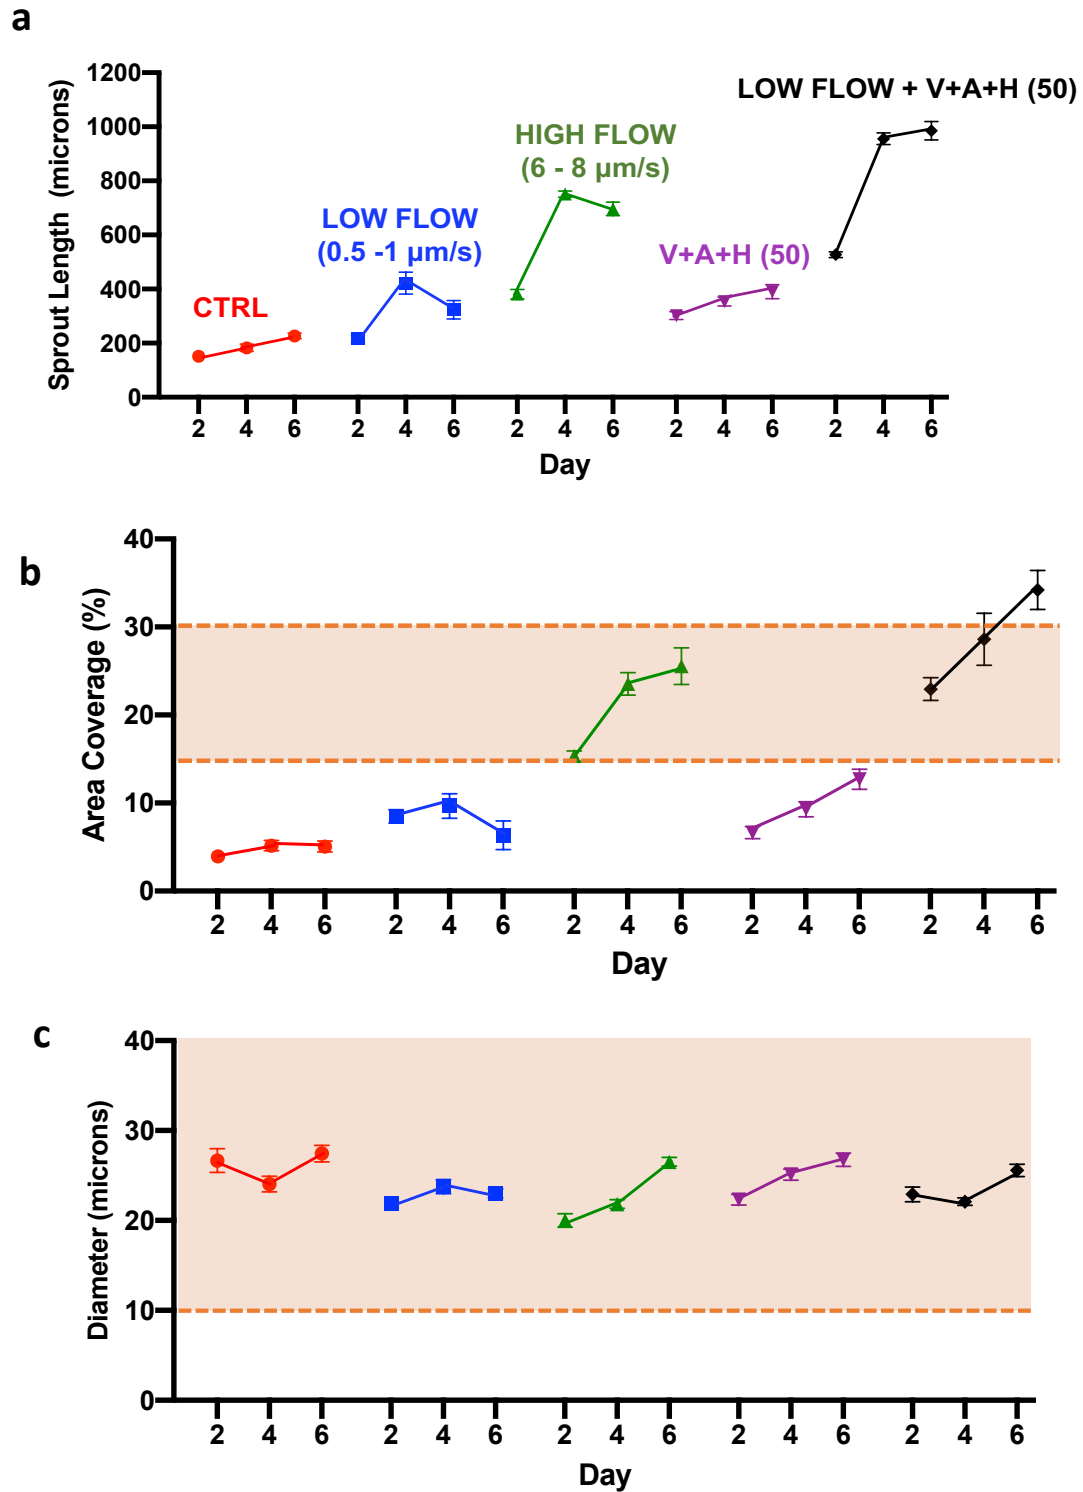 a
Sprout Length (microns)
1200
1000
800
600
400
200
0
CTRL
LOW FLOW
(0.5 -1 µm/s)
HIGH FLOW
(6 - 8 µm/s)
V+A+H (50)
LOW FLOW + V+A+H (50)
2 4 6 2 4 6 2 4 6 2 4 6 2 4 6
Day
b
Area Coverage (%)
40
30
20
10
0
2 4 6 2 4 6 2 4 6 2 4 6 2 4 6
Day
c
Diameter (microns)
40
30
20
10
0
2 4 6 2 4 6 2 4 6 2 4 6 2 4 6
Day